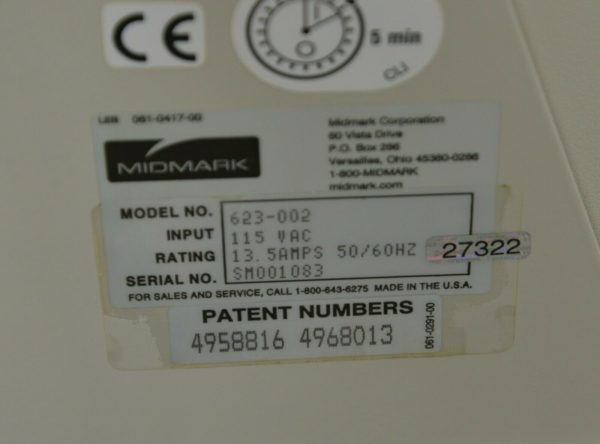 CE
5 min
061-0417-00
MIDMARK
Midmark Corporation
60 Vista Drive
P.O. Box 286
Versailles, Ohio 45380-0286
1-800-MIDMARK
midmark.com
MODEL NO. 623-002
INPUT 115 VAC
RATING 13.5AMPS 50/60HZ
27322
SERIAL NO. SM001083
FOR SALES AND SERVICE, CALL 1-800-643-6275 MADE IN THE U.S.A.
PATENT NUMBERS
4958816 4968013
061-0291-00